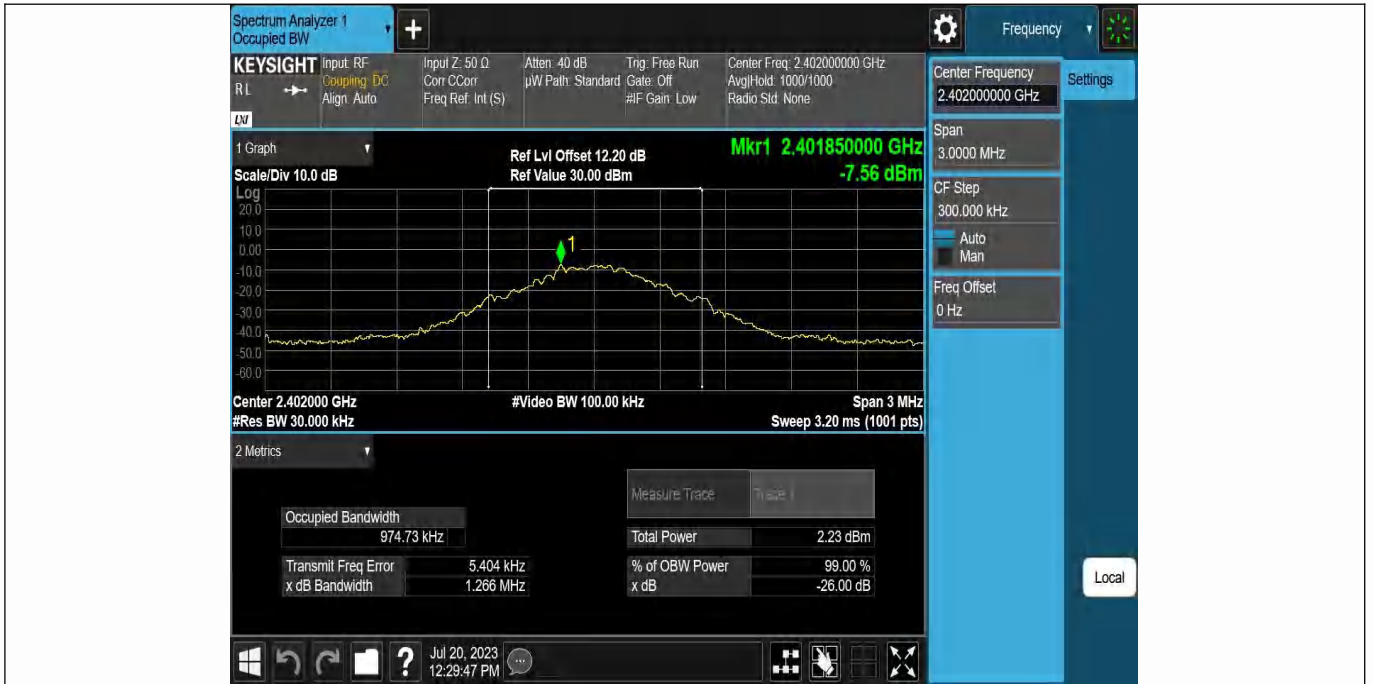 Spectrum Analyzer 1
Occupied BW
+
Frequency
KEYSIGHT
RL
LXI
Input: RF
Coupling: DC
Align: Auto
Input Z: 50 Ω
Corr CCorr
Freq Ref: Int (S)
Atten: 40 dB
µW Path: Standard
Trig: Free Run
Gate: Off
#IF Gain: Low
Center Freq: 2.402000000 GHz
Avg|Hold: 1000/1000
Radio Std: None
Center Frequency
2.402000000 GHz
Settings
Span
3.0000 MHz
CF Step
300.000 kHz
Auto
Man
Freq Offset
0 Hz
Local
1 Graph
Scale/Div 10.0 dB
Ref Lvl Offset 12.20 dB
Ref Value 30.00 dBm
Mkr1 2.401850000 GHz
-7.56 dBm
Log
20.0
10.0
0.00
-10.0
-20.0
-30.0
-40.0
-50.0
-60.0
1
Center 2.402000 GHz
#Video BW 100.00 kHz
Span 3 MHz
#Res BW 30.000 kHz
Sweep 3.20 ms (1001 pts)
2 Metrics
Measure Trace
Trace 1
Occupied Bandwidth
974.73 kHz
Total Power
2.23 dBm
Transmit Freq Error
5.404 kHz
% of OBW Power
99.00 %
x dB Bandwidth
1.266 MHz
x dB
-26.00 dB
?
Jul 20, 2023
12:29:47 PM